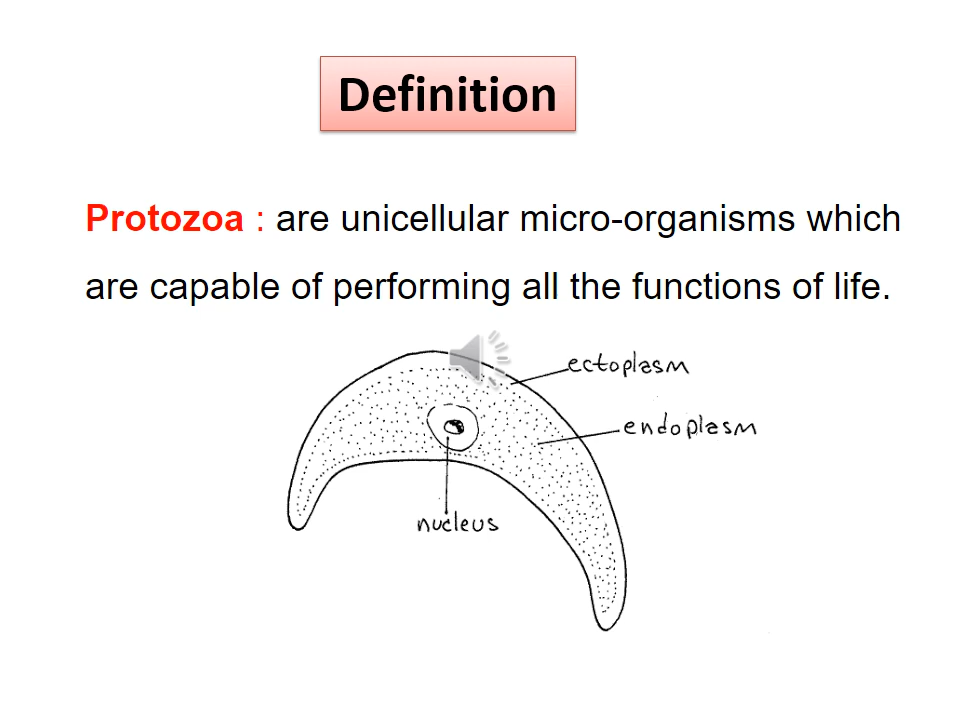 Definition
Protozoa : are unicellular micro-organisms which
are capable of performing all the functions of life.
ectoplasm
endoplasm
nucleus